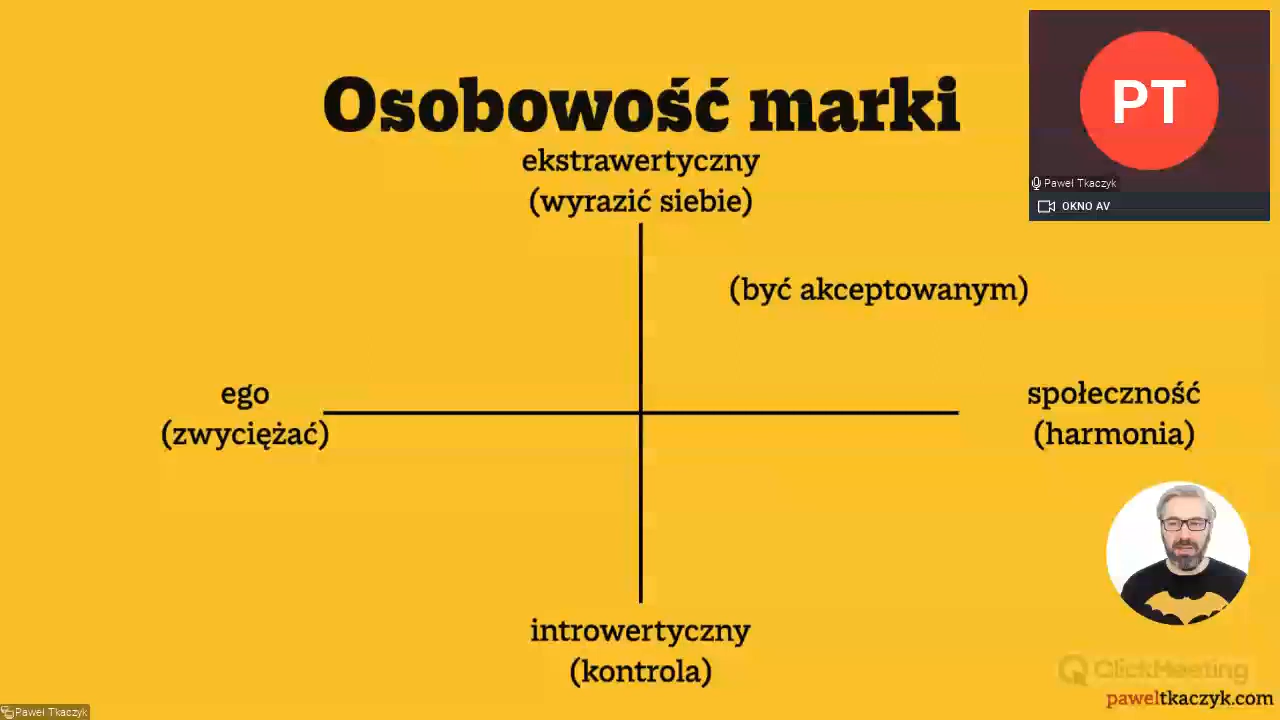 Osobowość marki
ekstrawertyczny
(wyrazić siebie)
PT
Paweł Tkaczyk
OKNO AV
(być akceptowanym)
ego
(zwyciężać)
społeczność
(harmonia)
introwertyczny
(kontrola)
ClickMeeting
paweltkaczyk.com
Paweł Tkaczyk